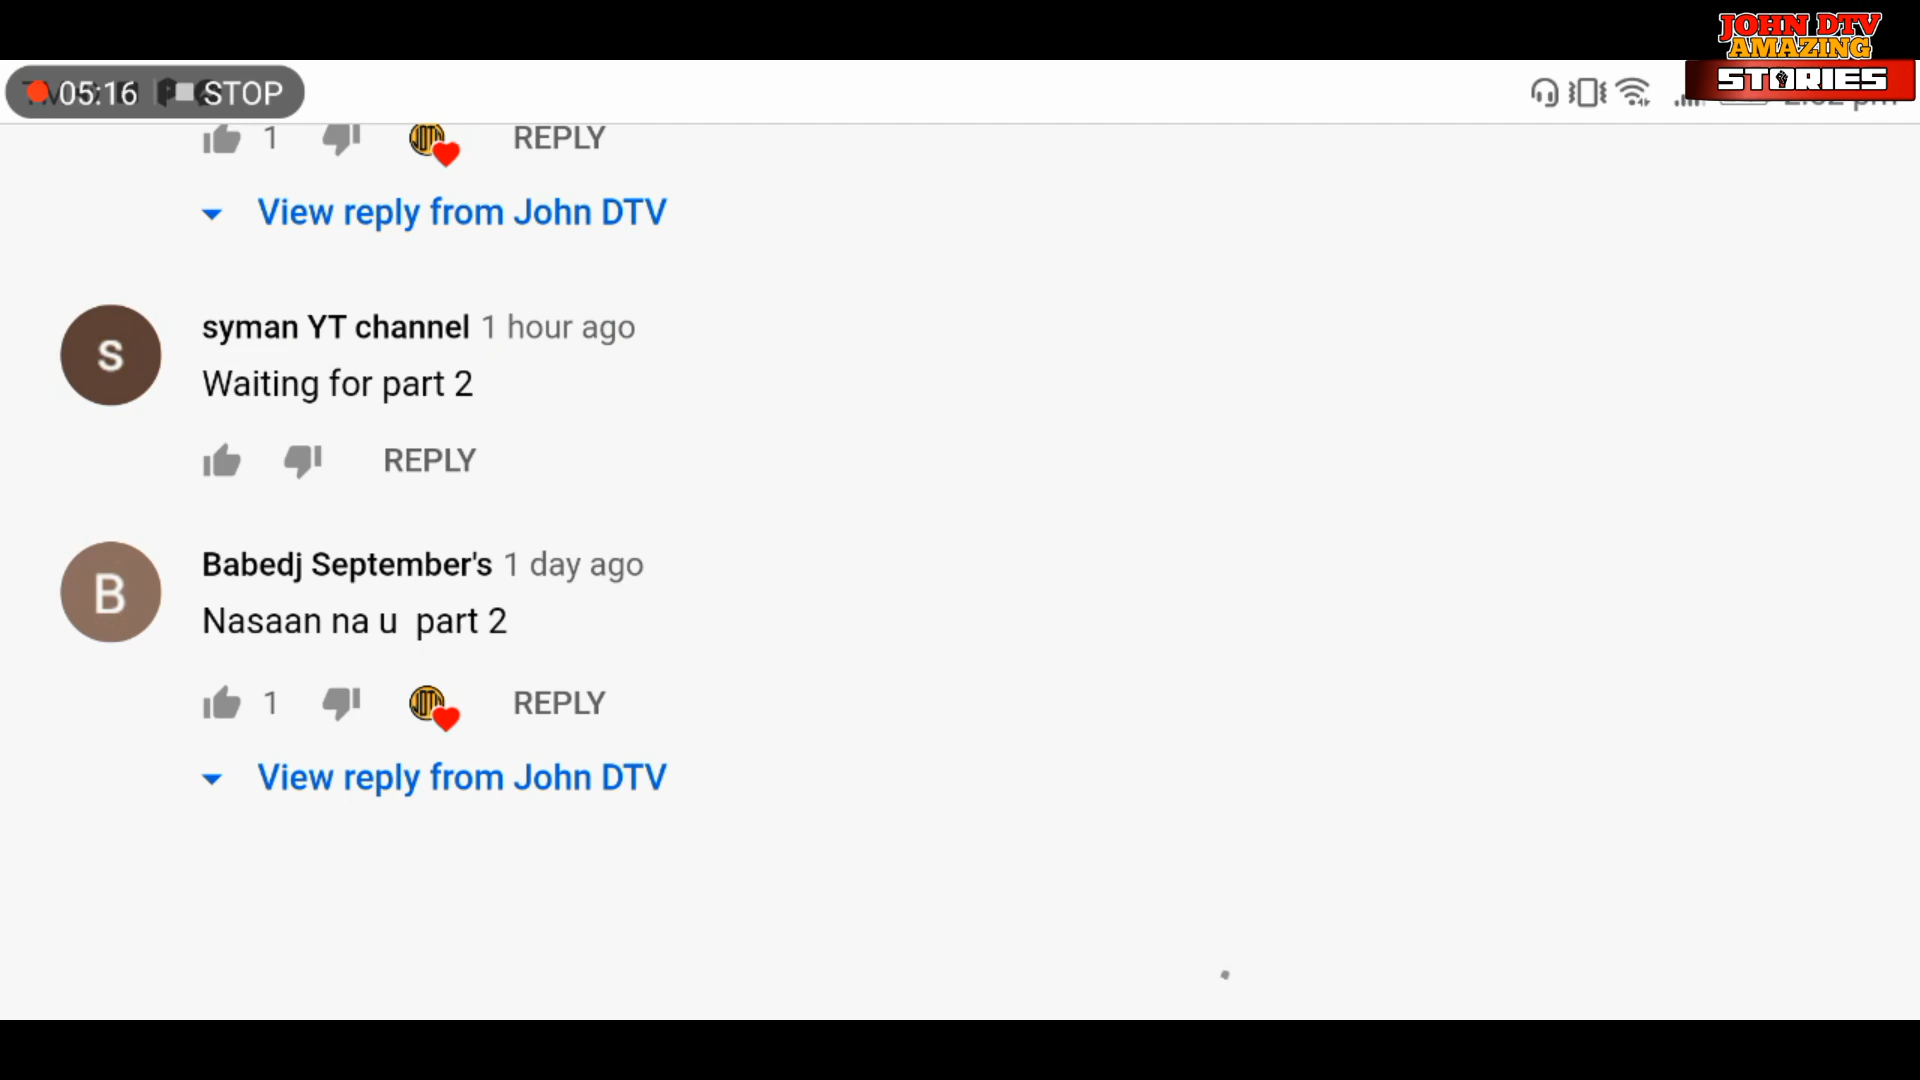 JOHN DTV
AMAZING
STORIES
05:16 STOP
1 REPLY
View reply from John DTV
S
syman YT channel 1 hour ago
Waiting for part 2
REPLY
B
Babedj September's 1 day ago
Nasaan na u part 2
1 REPLY
View reply from John DTV